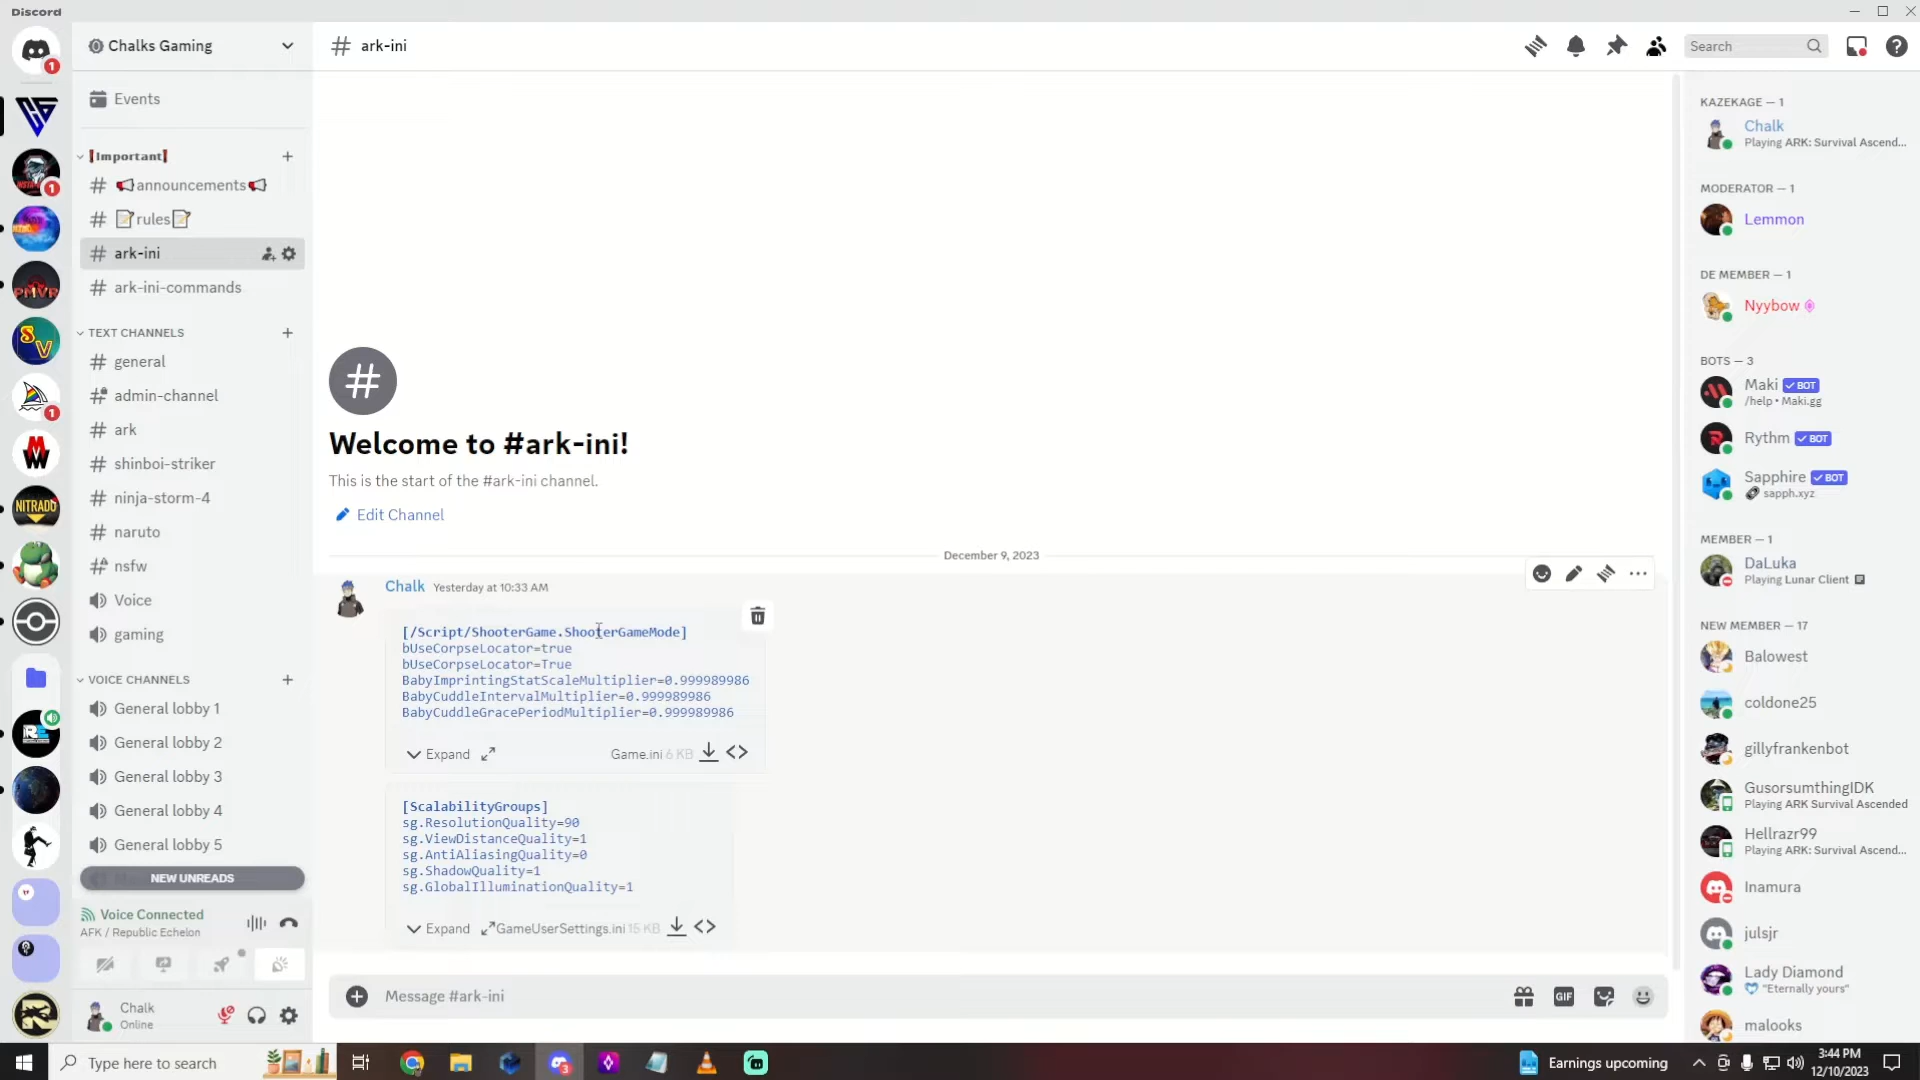 Discord
Chalks Gaming
Events
❗Important❗
📢announcements📢
📝rules📝
ark-ini
ark-ini-commands
TEXT CHANNELS
general
admin-channel
ark
shinboi-striker
ninja-storm-4
naruto
nsfw
Voice
gaming
VOICE CHANNELS
General lobby 1
General lobby 2
General lobby 3
General lobby 4
General lobby 5
NEW UNREADS
Voice Connected
AFK / Republic Echelon
Chalk
Online
# ark-ini
Search
Welcome to #ark-ini!
This is the start of the #ark-ini channel.
Edit Channel
December 9, 2023
Chalk Yesterday at 10:33 AM
[/Script/ShooterGame.ShooterGameMode]
bUseCorpseLocator=true
bUseCorpseLocator=True
BabyImprintingStatScaleMultiplier=0.999989986
BabyCuddleIntervalMultiplier=0.999989986
BabyCuddleGracePeriodMultiplier=0.999989986
Expand Game.ini 6 KB
[ScalabilityGroups]
sg.ResolutionQuality=90
sg.ViewDistanceQuality=1
sg.AntiAliasingQuality=0
sg.ShadowQuality=1
sg.GlobalIlluminationQuality=1
Expand GameUserSettings.ini 15 KB
Message #ark-ini
GIF
KAZEKAGE — 1
Chalk
Playing ARK: Survival Ascend...
MODERATOR — 1
Lemmon
DE MEMBER — 1
Nyybow
BOTS — 3
Maki BOT
/help • Maki.gg
Rythm BOT
Sapphire BOT
sapph.xyz
MEMBER — 1
DaLuka
Playing Lunar Client
NEW MEMBER — 17
Balowest
coldone25
gillyfrankenbot
GusorsumthingIDK
Playing ARK Survival Ascended
Hellrazr99
Playing ARK: Survival Ascend...
Inamura
julsjr
Lady Diamond
"Eternally yours"
malooks
PMVR
SV
NITRADO
Type here to search
Earnings upcoming
3:44 PM
12/10/2023